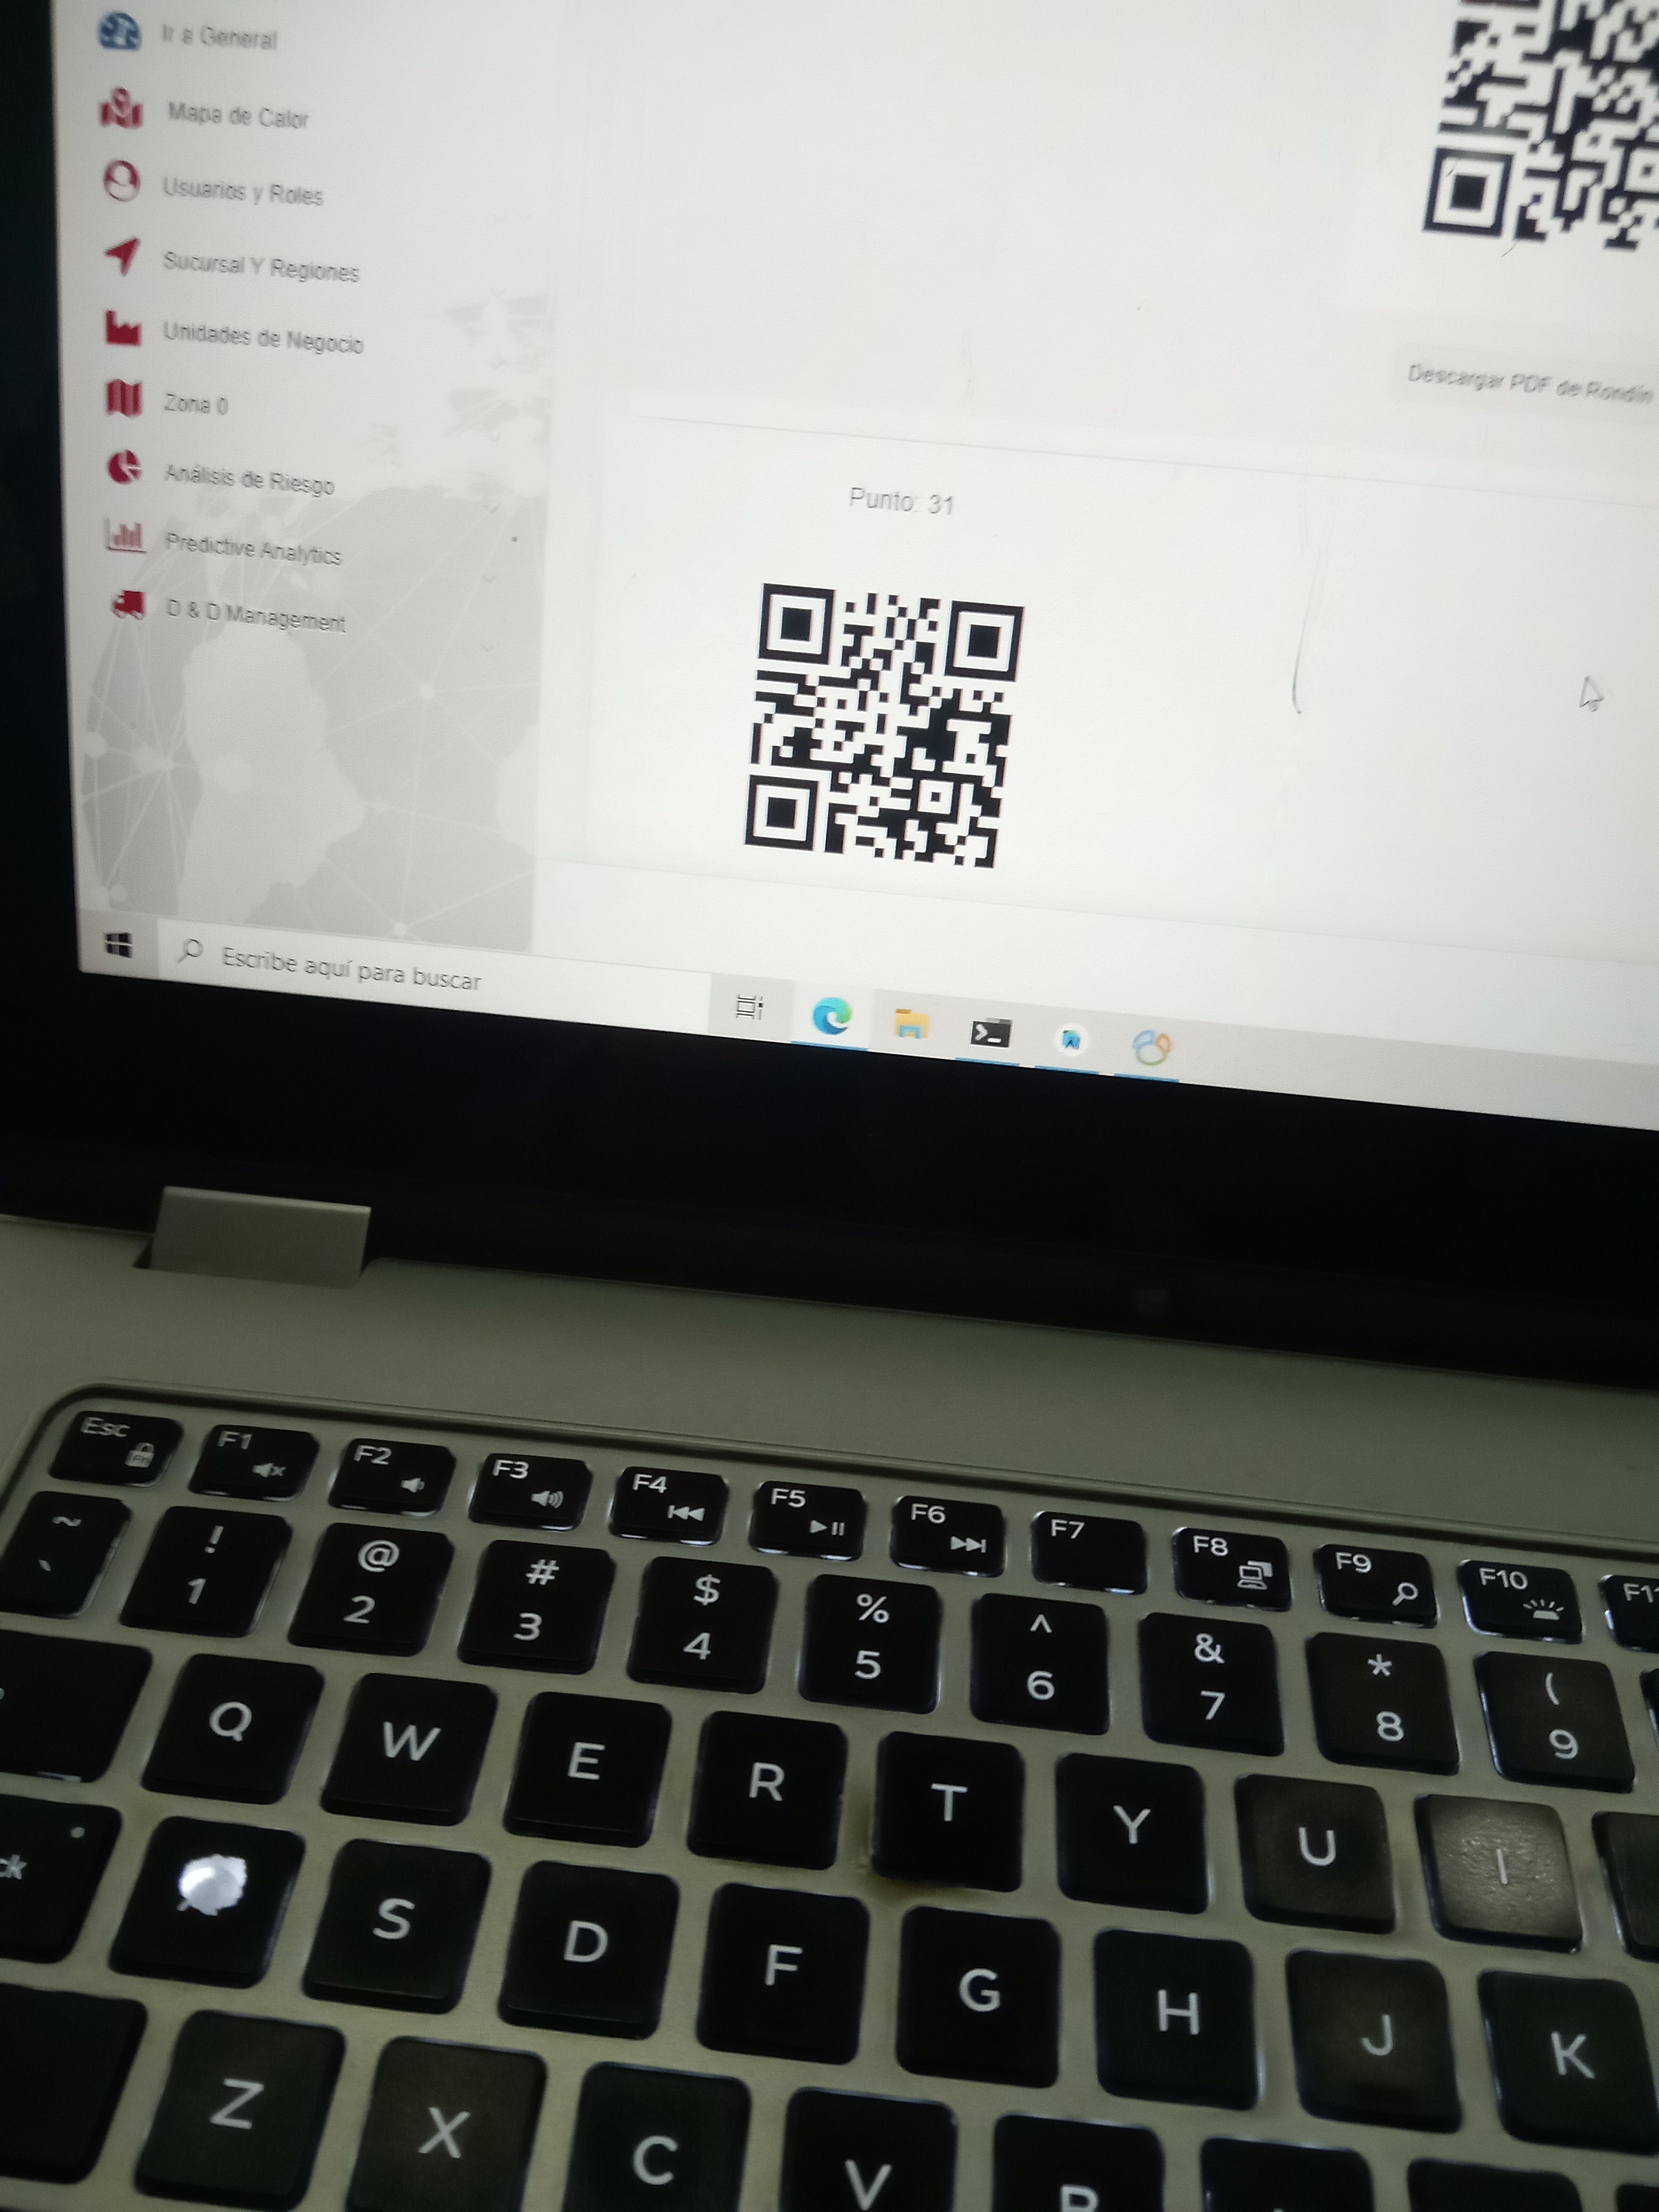 Ir a General
Mapa de Calor
Usuarios y Roles
Sucursal Y Regiones
Unidades de Negocio
Zona 0
Análisis de Riesgo
Predictive Analytics
D & D Management
Descargar PDF de Rondín
Punto: 31
Escribe aquí para buscar
Esc F1 F2 F3 F4 F5 F6 F7 F8 F9 F10 F11
~ ! @ # $ % ^ & * (
` 1 2 3 4 5 6 7 8 9
Q W E R T Y U I
S D F G H J K
Z X C V B